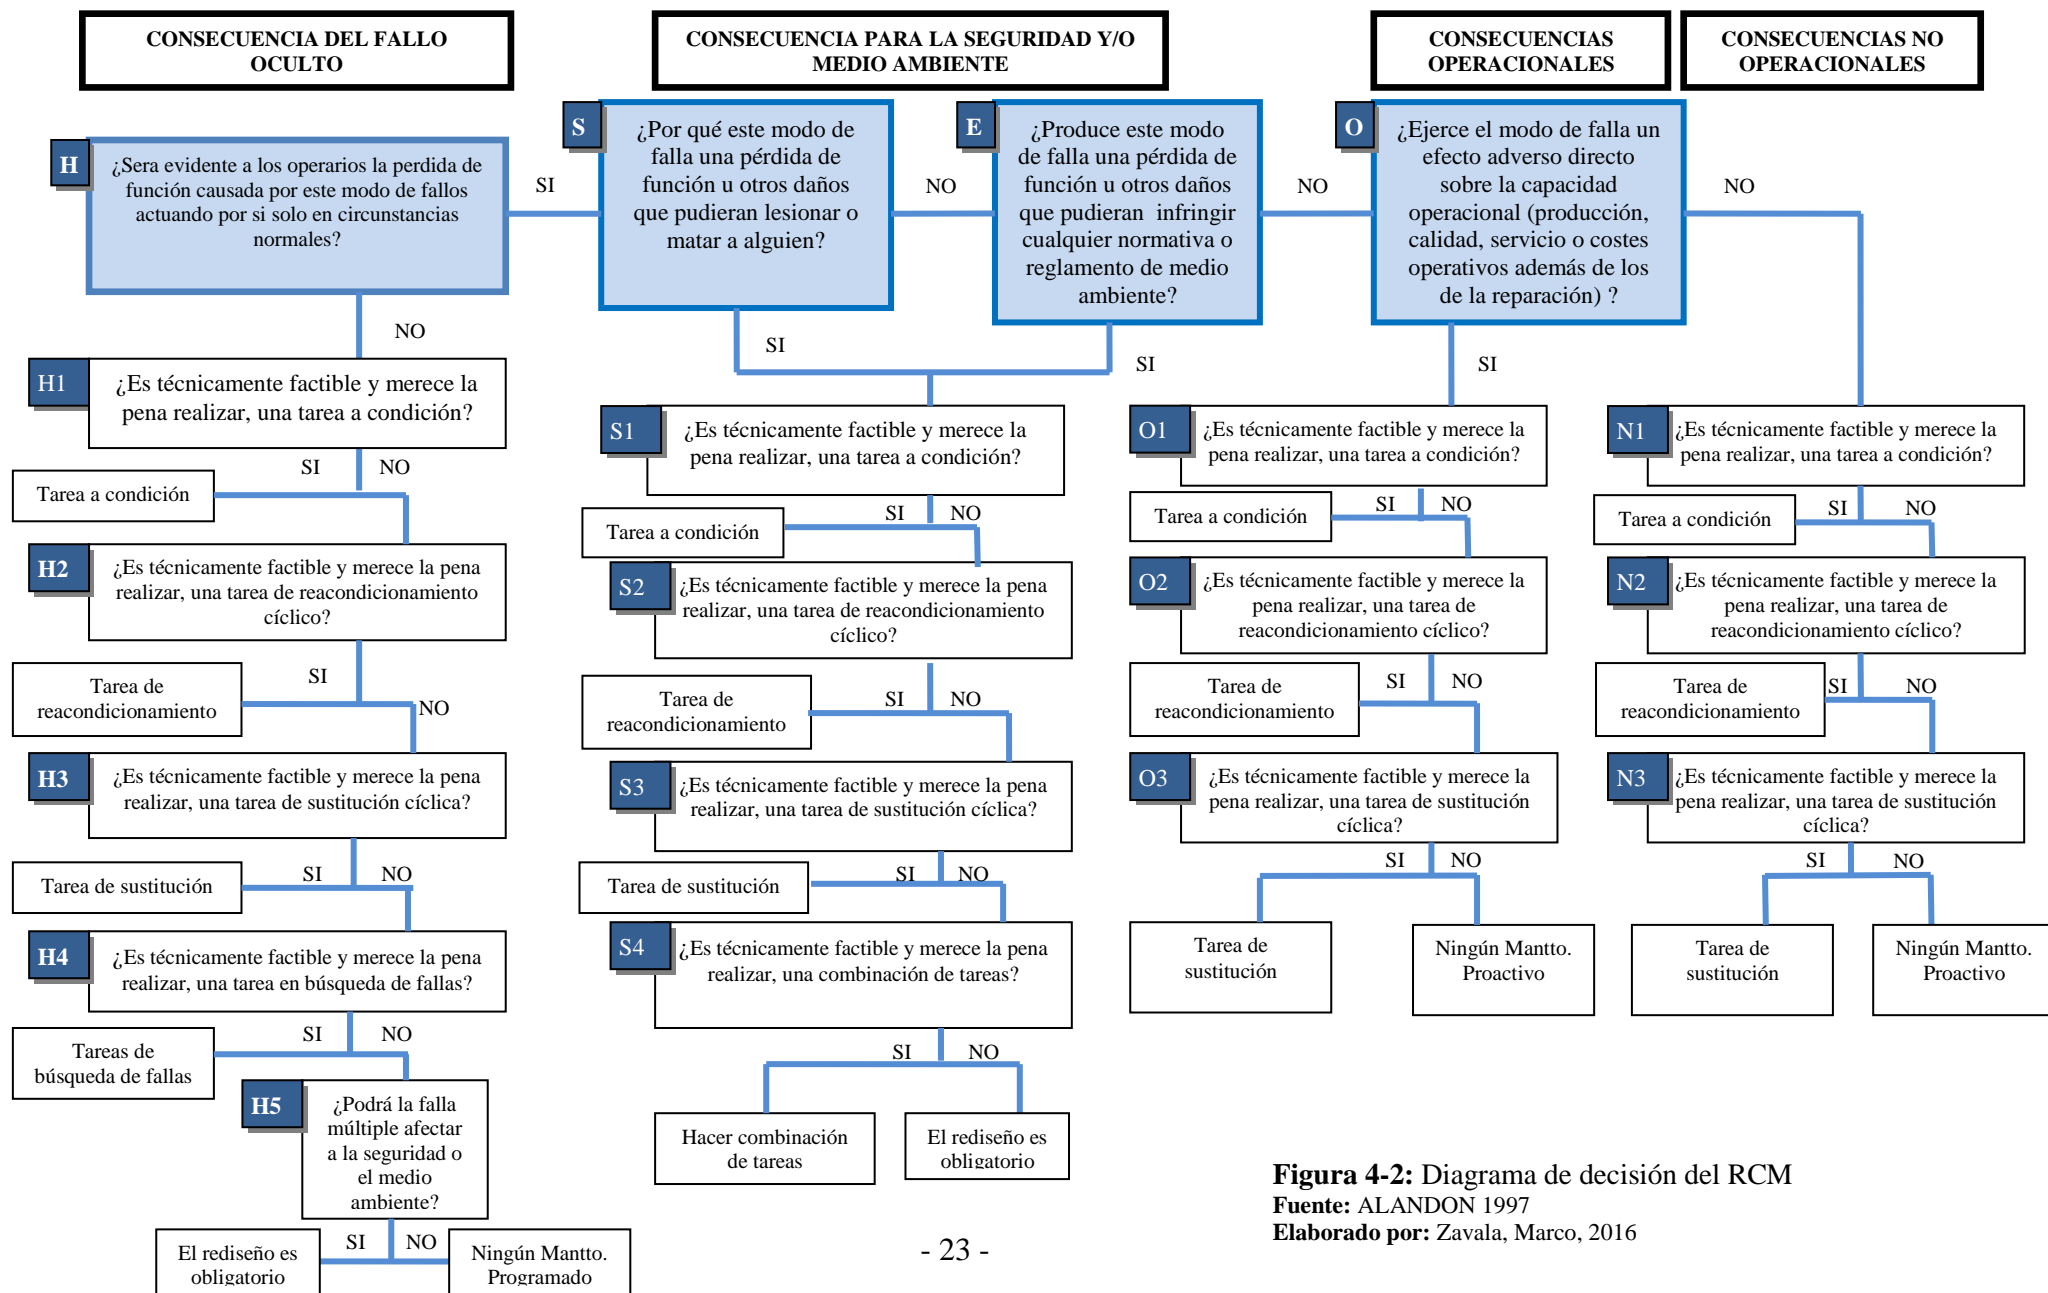 CONSECUENCIA DEL FALLO
OCULTO
CONSECUENCIA PARA LA SEGURIDAD Y/O
MEDIO AMBIENTE
CONSECUENCIAS
OPERACIONALES
CONSECUENCIAS NO
OPERACIONALES
H
¿Sera evidente a los operarios la perdida de
función causada por este modo de fallos
actuando por si solo en circunstancias
normales?
SI
NO
S
¿Por qué este modo de
falla una pérdida de
función u otros daños
que pudieran lesionar o
matar a alguien?
NO
SI
E
¿Produce este modo
de falla una pérdida de
función u otros daños
que pudieran infringir
cualquier normativa o
reglamento de medio
ambiente?
NO
SI
O
¿Ejerce el modo de falla un
efecto adverso directo
sobre la capacidad
operacional (producción,
calidad, servicio o costes
operativos además de los
de la reparación) ?
NO
SI
H1
¿Es técnicamente factible y merece la
pena realizar, una tarea a condición?
SI
NO
Tarea a condición
H2
¿Es técnicamente factible y merece la pena
realizar, una tarea de reacondicionamiento
cíclico?
SI
NO
Tarea de
reacondicionamiento
H3
¿Es técnicamente factible y merece la pena
realizar, una tarea de sustitución cíclica?
SI
NO
Tarea de sustitución
H4
¿Es técnicamente factible y merece la pena
realizar, una tarea en búsqueda de fallas?
SI
NO
Tareas de
búsqueda de fallas
H5
¿Podrá la falla
múltiple afectar
a la seguridad o
el medio
ambiente?
SI
NO
El rediseño es
obligatorio
Ningún Mantto.
Programado
S1
¿Es técnicamente factible y merece la
pena realizar, una tarea a condición?
SI
NO
Tarea a condición
S2
¿Es técnicamente factible y merece la pena
realizar, una tarea de reacondicionamiento
cíclico?
SI
NO
Tarea de
reacondicionamiento
S3
¿Es técnicamente factible y merece la pena
realizar, una tarea de sustitución cíclica?
SI
NO
Tarea de sustitución
S4
¿Es técnicamente factible y merece la pena
realizar, una combinación de tareas?
SI
NO
Hacer combinación
de tareas
El rediseño es
obligatorio
O1
¿Es técnicamente factible y merece la
pena realizar, una tarea a condición?
SI
NO
Tarea a condición
O2
¿Es técnicamente factible y merece la
pena realizar, una tarea de
reacondicionamiento cíclico?
SI
NO
Tarea de
reacondicionamiento
O3
¿Es técnicamente factible y merece la
pena realizar, una tarea de sustitución
cíclica?
SI
NO
Tarea de
sustitución
Ningún Mantto.
Proactivo
N1
¿Es técnicamente factible y merece la
pena realizar, una tarea a condición?
SI
NO
Tarea a condición
N2
¿Es técnicamente factible y merece la
pena realizar, una tarea de
reacondicionamiento cíclico?
SI
NO
Tarea de
reacondicionamiento
N3
¿Es técnicamente factible y merece la
pena realizar, una tarea de sustitución
cíclica?
SI
NO
Tarea de
sustitución
Ningún Mantto.
Proactivo
Figura 4-2: Diagrama de decisión del RCM
Fuente: ALANDON 1997
Elaborado por: Zavala, Marco, 2016
- 23 -